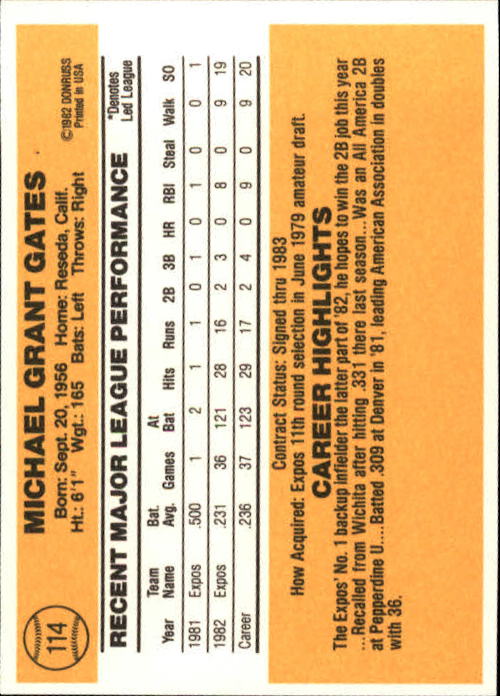 114
MICHAEL GRANT GATES
Born: Sept. 20, 1956 Home: Reseda, Calif.
Ht.: 6'1" Wgt.: 165 Bats: Left Throws: Right
©1982 DONRUSS
Printed in USA
RECENT MAJOR LEAGUE PERFORMANCE
*Denotes
Led League
Team Bat. At
Year Name Avg. Games Bat Hits Runs 2B 3B HR RBI Steal Walk SO
1981 Expos .500 1 2 1 1 0 1 0 1 0 0 1
1982 Expos .231 36 121 28 16 2 3 0 8 0 9 19
Career .236 37 123 29 17 2 4 0 9 0 9 20
Contract Status: Signed thru 1983
How Acquired: Expos 11th round selection in June 1979 amateur draft.
CAREER HIGHLIGHTS
The Expos' No. 1 backup infielder the latter part of '82, he hopes to win the 2B job this year
...Recalled from Wichita after hitting .331 there last season...Was an All America 2B
at Pepperdine U....Batted .309 at Denver in '81, leading American Association in doubles
with 36.